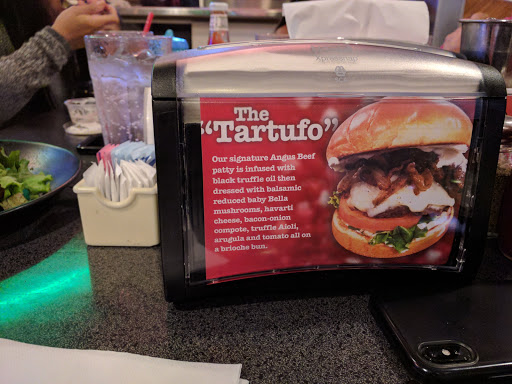 The
"Tartufo"
Our signature Angus Beef
patty is infused with
black truffle oil then
dressed with balsamic
reduced baby Bella
mushrooms, havarti
cheese, bacon-onion
compote, truffle Aioli,
arugula and tomato all on
a brioche bun.